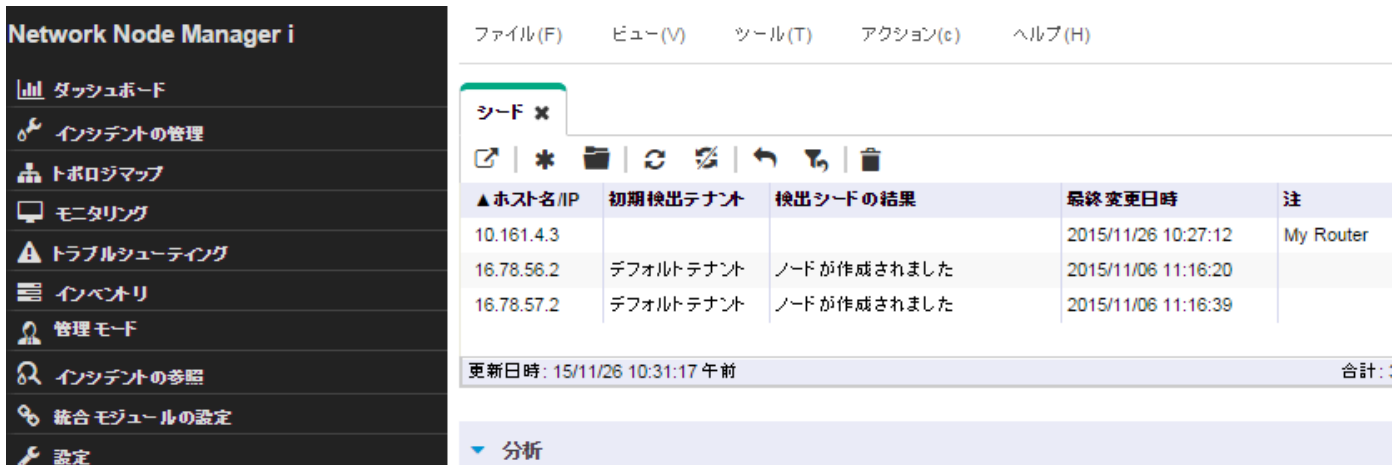 Network Node Manager i
ファイル(F) ビュー(V) ツール(T) アクション(c) ヘルプ(H)
ダッシュボード
インシデントの管理
トポロジマップ
モニタリング
トラブルシューティング
インベントリ
管理モード
インシデントの参照
統合モジュールの設定
設定
シード
▲ホスト名/IP 初期検出テナント 検出シードの結果 最終変更日時 注
10.161.4.3 2015/11/26 10:27:12 My Router
16.78.56.2 デフォルトテナント ノードが作成されました 2015/11/06 11:16:20
16.78.57.2 デフォルトテナント ノードが作成されました 2015/11/06 11:16:39
更新日時: 15/11/26 10:31:17 午前 合計:
分析